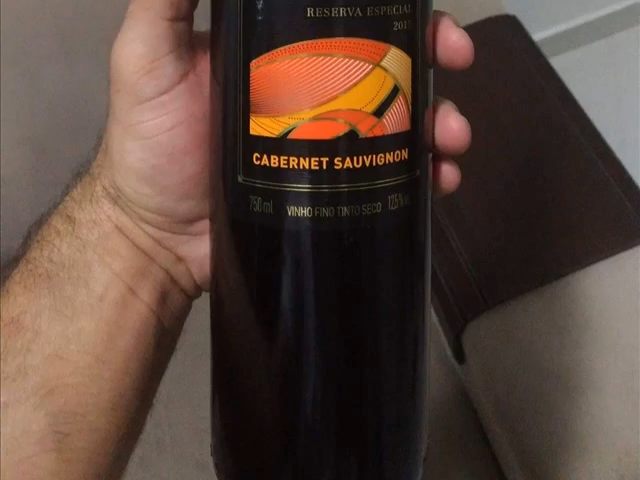 RESERVA ESPECIAL
CABERNET SAUVIGNON
750 ml VINHO FINO TINTO SECO